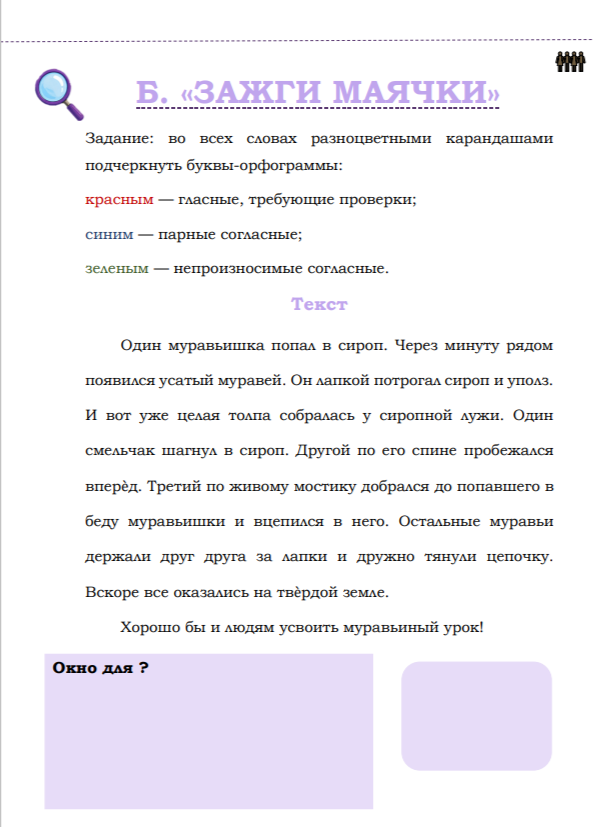 Б. «ЗАЖГИ МАЯЧКИ»
Задание: во всех словах разноцветными карандашами
подчеркнуть буквы-орфограммы:
красным — гласные, требующие проверки;
синим — парные согласные;
зеленым — непроизносимые согласные.
Текст
Один муравьишка попал в сироп. Через минуту рядом
появился усатый муравей. Он лапкой потрогал сироп и уполз.
И вот уже целая толпа собралась у сиропной лужи. Один
смельчак шагнул в сироп. Другой по его спине пробежался
вперѐд. Третий по живому мостику добрался до попавшего в
беду муравьишки и вцепился в него. Остальные муравьи
держали друг друга за лапки и дружно тянули цепочку.
Вскоре все оказались на твѐрдой земле.
Хорошо бы и людям усвоить муравьиный урок!
Окно для ?